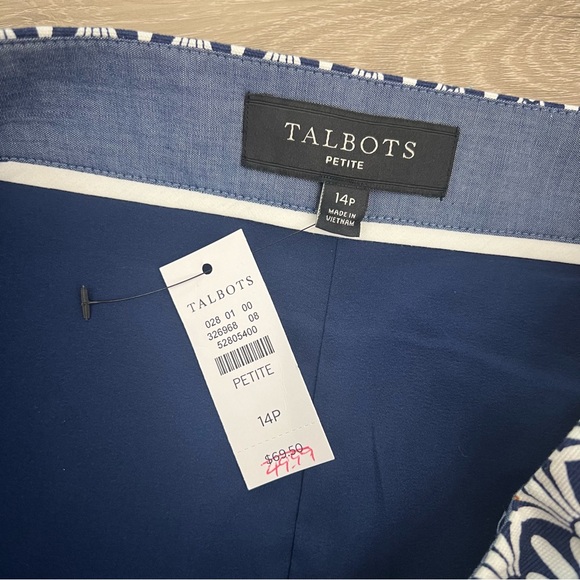 TALBOTS
PETITE
14P
MADE IN
VIETNAM
TALBOTS
028 01 00
326968 08
52805400
PETITE
14P
$69.50
49.99